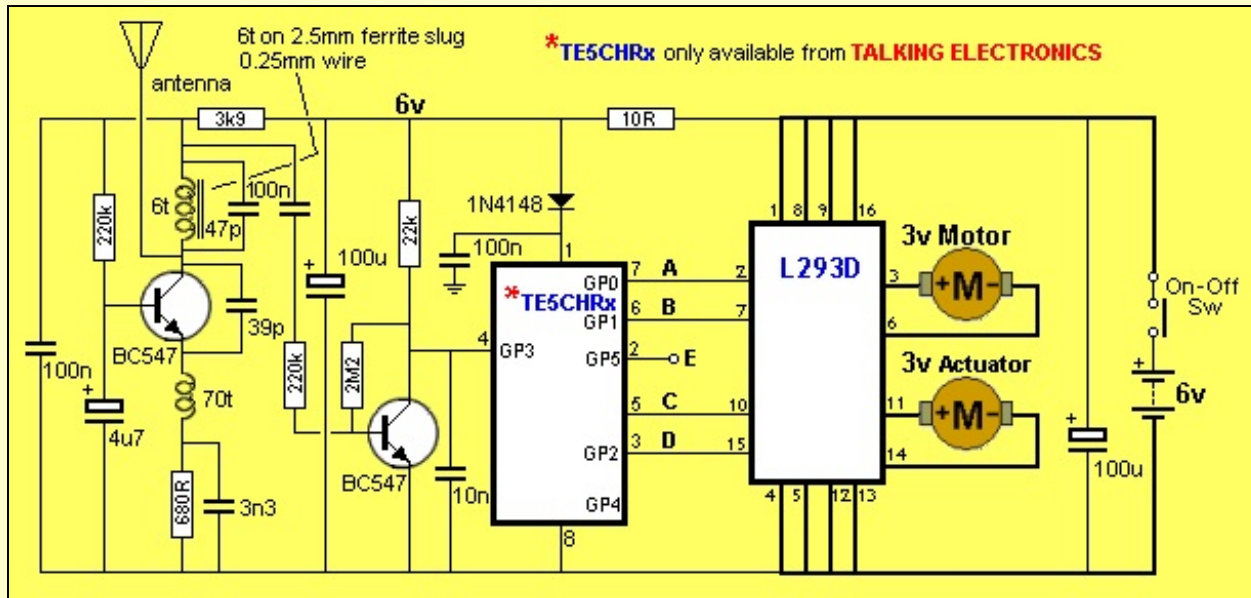 6t on 2.5mm ferrite slug
0.25mm wire
*TE5CHRx only available from TALKING ELECTRONICS
antenna
3k9
6v
10R
220k
6t
47p
100n
100u
+
22k
1N4148
100n
1
BC547
39p
100n
+
4u7
70t
680R
3n3
220k
2M2
BC547
10n
4
*TE5CHRx
GP3
GP0
GP1
GP5
GP2
GP4
8
7 A 2
6 B 7
2 E
5 C 10
3 D 15
1 8 9 16
L293D
4 5 12 13
3v Motor
3
+M-
6
3v Actuator
11
+M-
14
On-Off
Sw
+
6v
+
100u